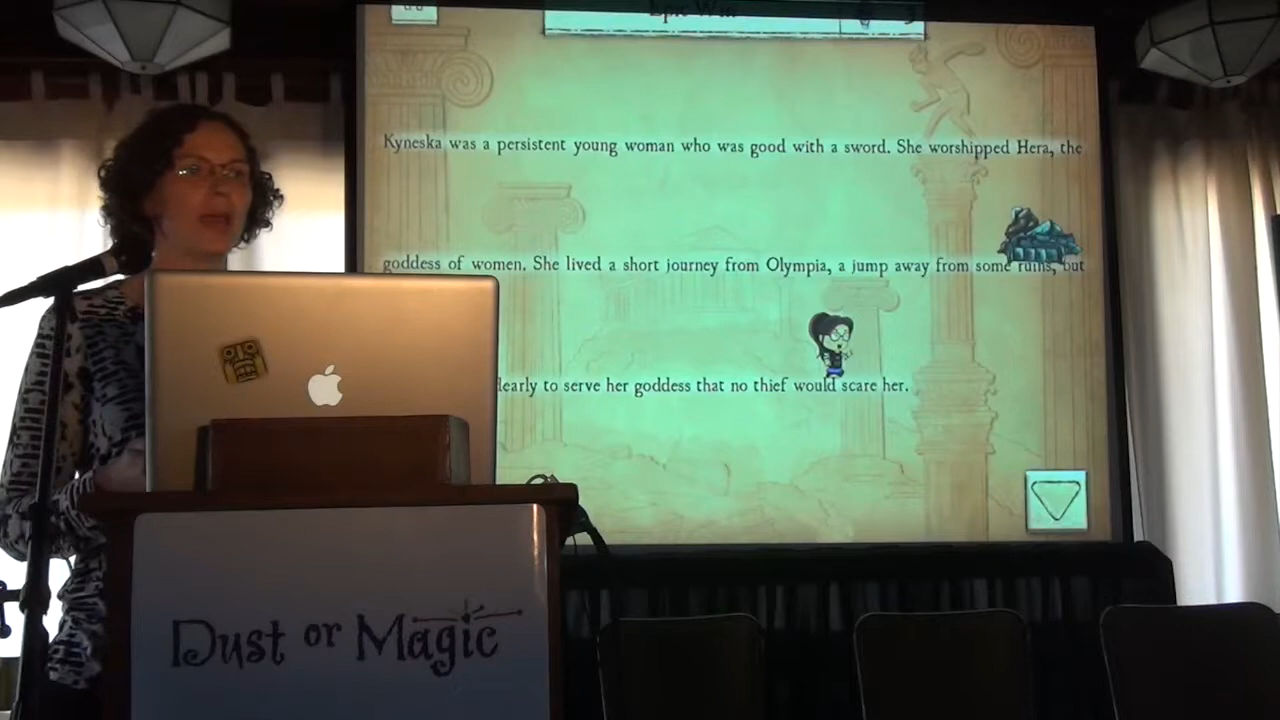 Epic Win
Kyneska was a persistent young woman who was good with a sword. She worshipped Hera, the
goddess of women. She lived a short journey from Olympia, a jump away from some ruins, but
dearly to serve her goddess that no thief would scare her.
Dust or Magic